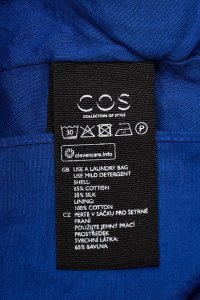 COS
COLLECTION OF STYLE
30
P
clevercare.info
GB USE A LAUNDRY BAG
USE MILD DETERGENT
SHELL:
65% COTTON
35% SILK
LINING:
100% COTTON
CZ PERTE V SÁČKU PRO ŠETRNÉ
PRANÍ
POUŽIJTE JEMNÝ PRACÍ
PROSTŘEDEK
TVRCHNÍ LÁTKA:
65% BAVLNA